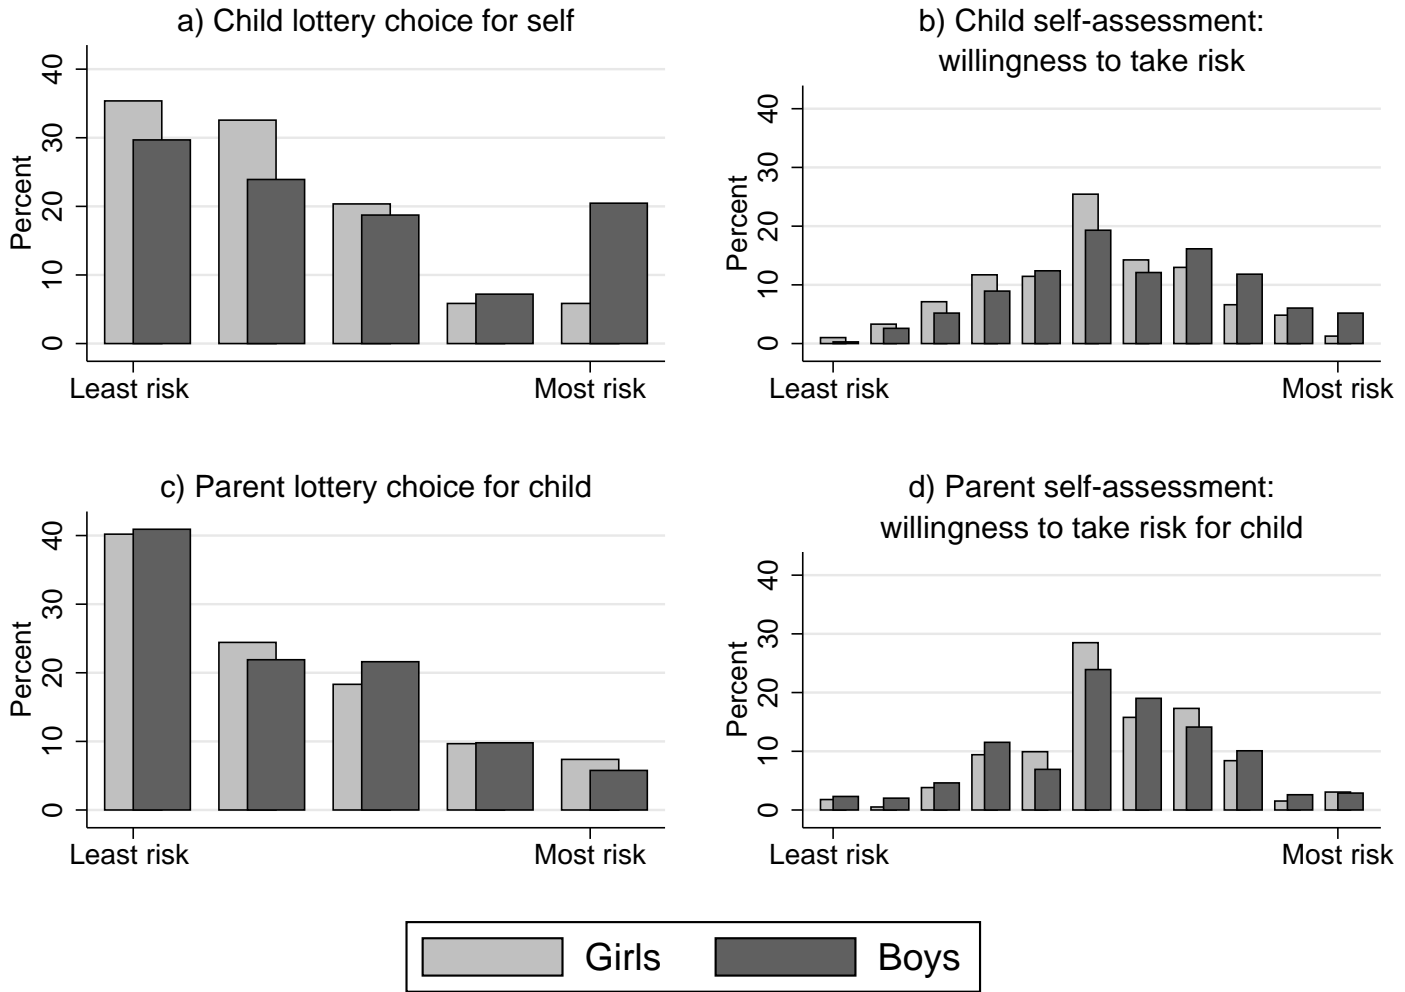 a) Child lottery choice for self
Percent
40
30
20
10
0
Least risk
Most risk
b) Child self-assessment:
willingness to take risk
Percent
40
30
20
10
0
Least risk
Most risk
c) Parent lottery choice for child
Percent
40
30
20
10
0
Least risk
Most risk
d) Parent self-assessment:
willingness to take risk for child
Percent
40
30
20
10
0
Least risk
Most risk
Girls
Boys